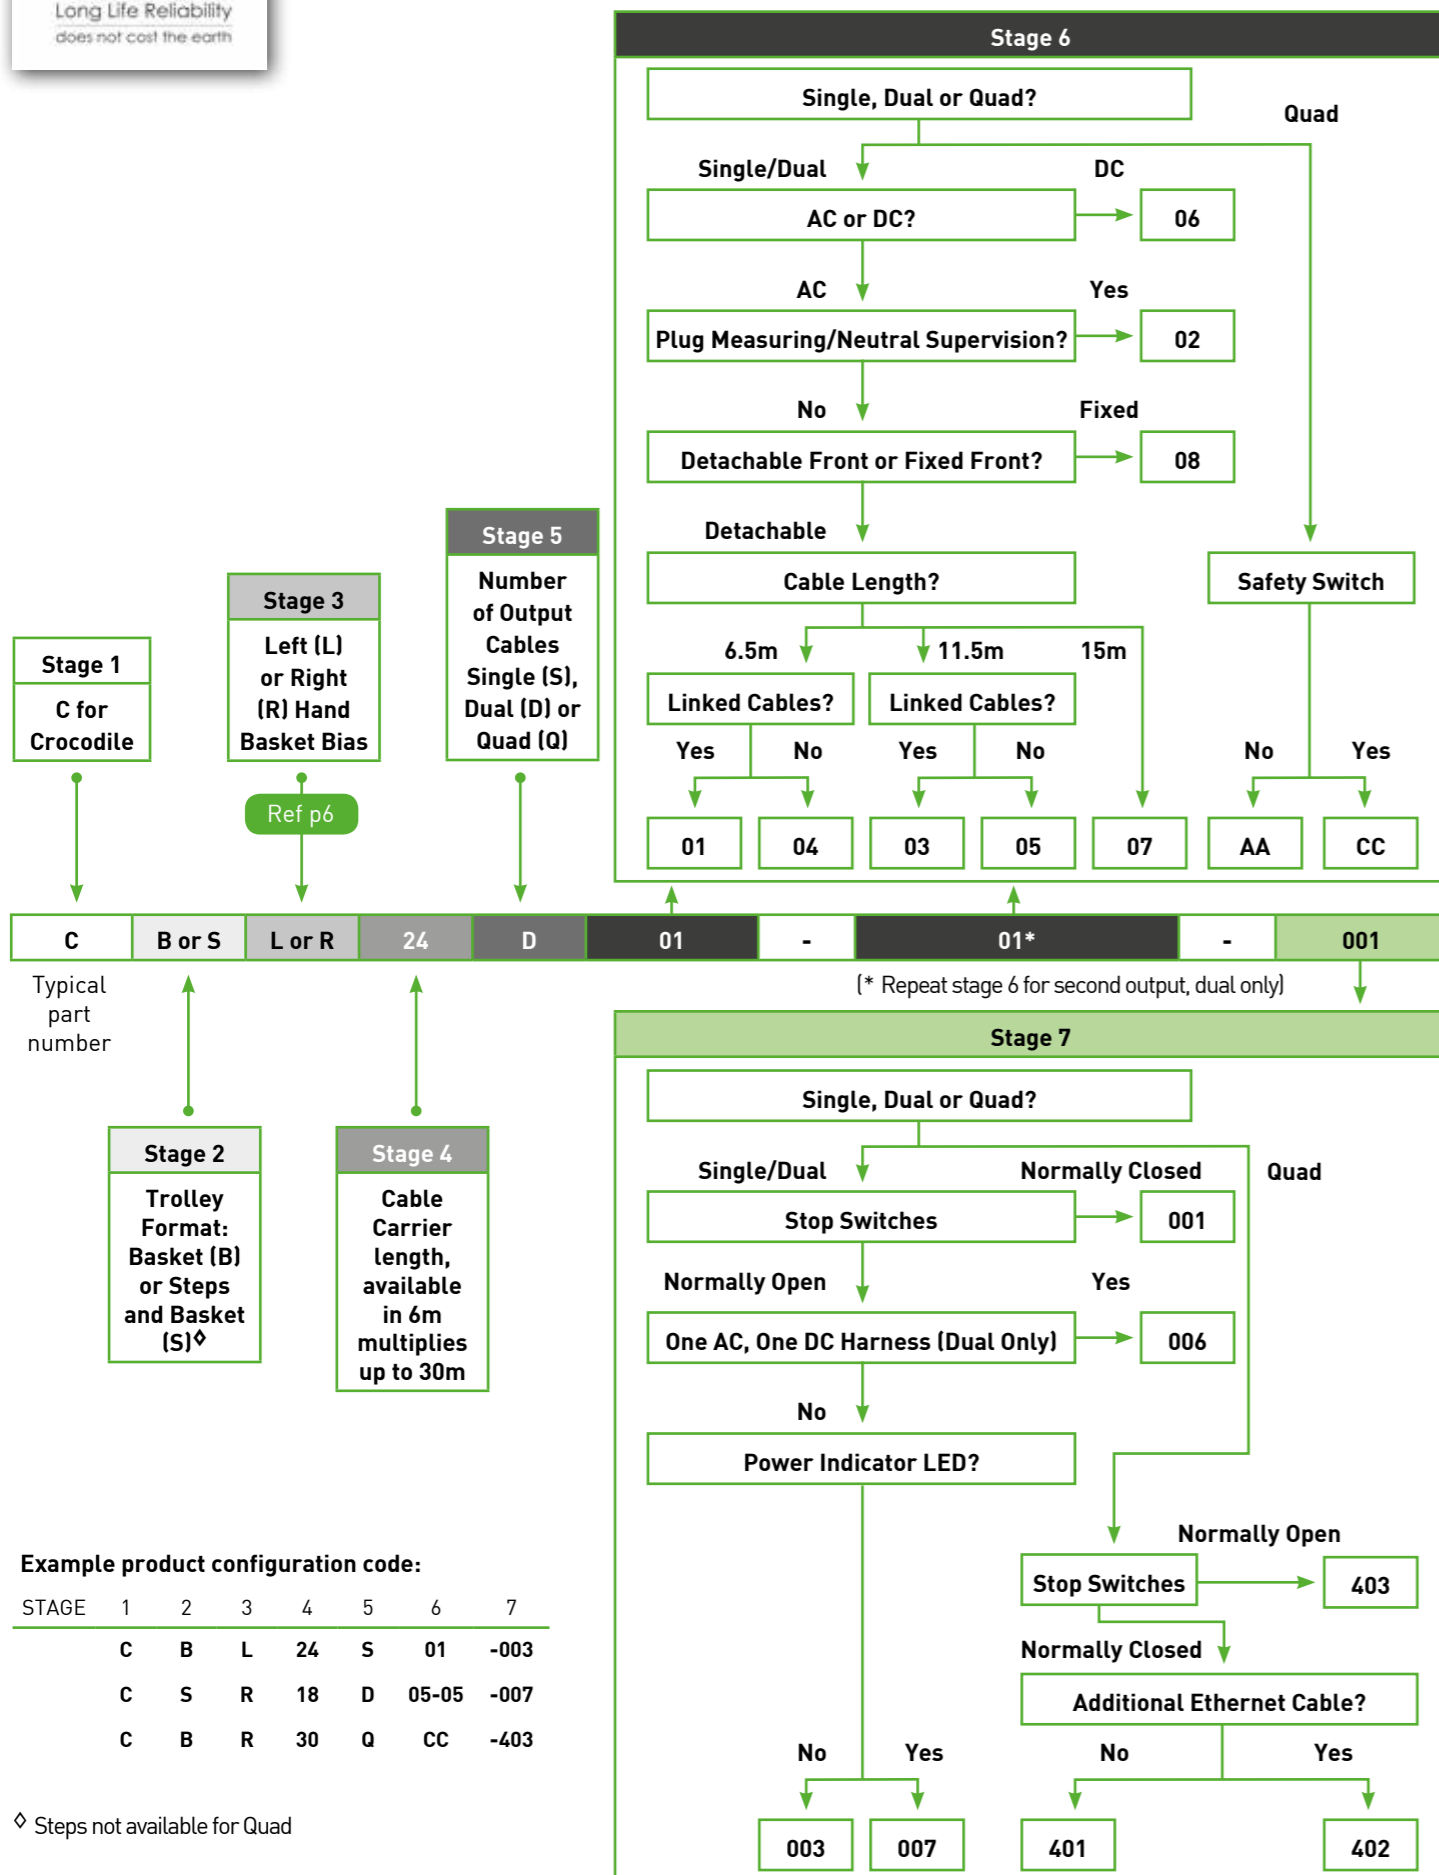 Long Life Reliability
does not cost the earth
Stage 6
Single, Dual or Quad?
Quad
Single/Dual
DC
AC or DC?
06
AC
Yes
Plug Measuring/Neutral Supervision?
02
No
Fixed
Detachable Front or Fixed Front?
08
Detachable
Cable Length?
Safety Switch
6.5m
11.5m
15m
Linked Cables?
Linked Cables?
Yes
No
Yes
No
No
Yes
01
04
03
05
07
AA
CC
Stage 1
C for
Crocodile
Stage 3
Left (L)
or Right
(R) Hand
Basket Bias
Ref p6
Stage 5
Number
of Output
Cables
Single (S),
Dual (D) or
Quad (Q)
C
B or S
L or R
24
D
01
-
01*
-
001
Typical
part
number
(* Repeat stage 6 for second output, dual only)
Stage 2
Trolley
Format:
Basket (B)
or Steps
and Basket
(S)◊
Stage 4
Cable
Carrier
length,
available
in 6m
multiplies
up to 30m
Stage 7
Single, Dual or Quad?
Single/Dual
Normally Closed
Quad
Stop Switches
001
Normally Open
Yes
One AC, One DC Harness (Dual Only)
006
No
Power Indicator LED?
Normally Open
Stop Switches
403
Normally Closed
Additional Ethernet Cable?
No
Yes
No
Yes
003
007
401
402
Example product configuration code:
STAGE 1 2 3 4 5 6 7
C B L 24 S 01 -003
C S R 18 D 05-05 -007
C B R 30 Q CC -403
◊ Steps not available for Quad